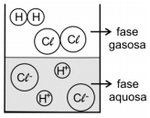 H H
fase
gasosa
Cℓ Cℓ
Cℓ- H+
fase
aquosa
H+ Cℓ-